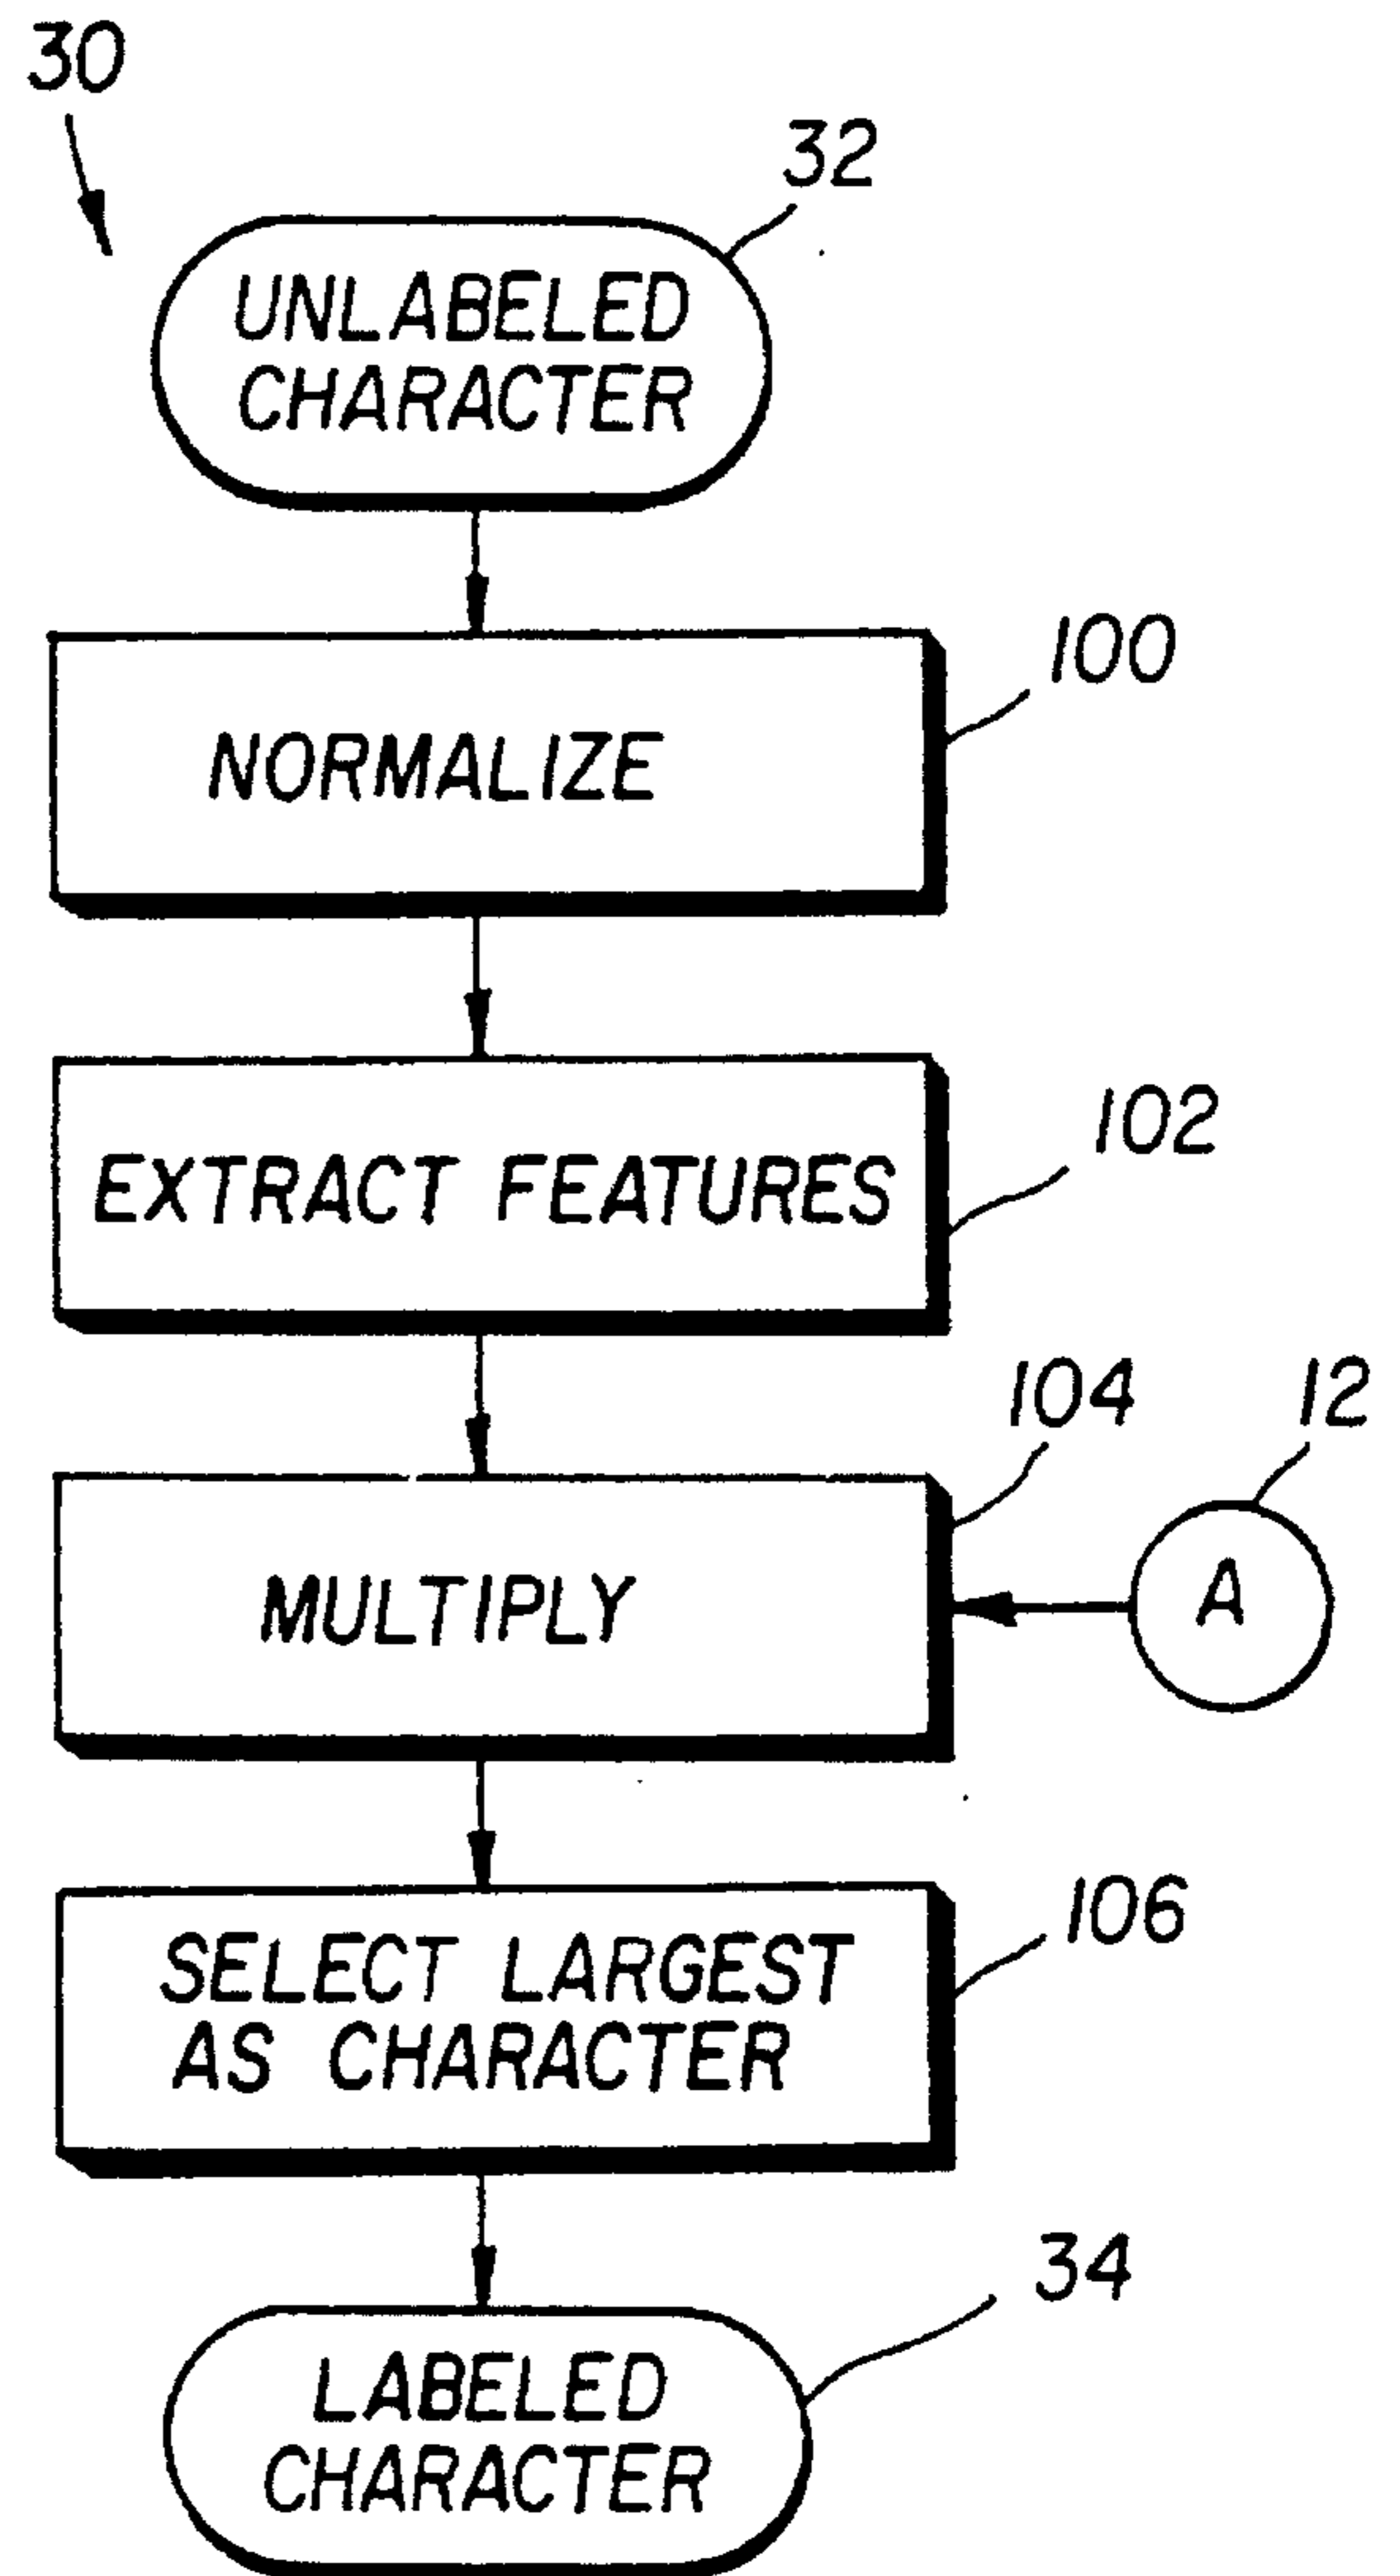 30
32
UNLABELED
CHARACTER
100
NORMALIZE
102
EXTRACT FEATURES
104
12
MULTIPLY
A
106
SELECT LARGEST
AS CHARACTER
34
LABELED
CHARACTER